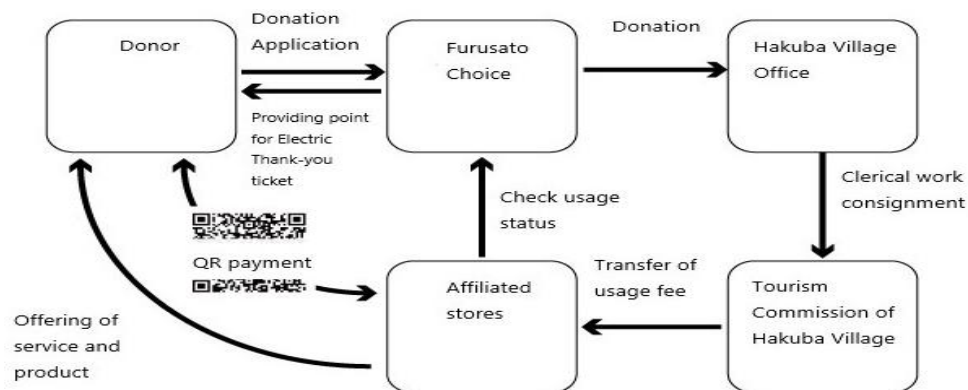 Donor
Donation
Application
Furusato
Choice
Donation
Hakuba Village
Office
Providing point
for Electric
Thank-you
ticket
Check usage
status
Clerical work
consignment
QR payment
Affiliated
stores
Transfer of
usage fee
Tourism
Commission of
Hakuba Village
Offering of
service and
product